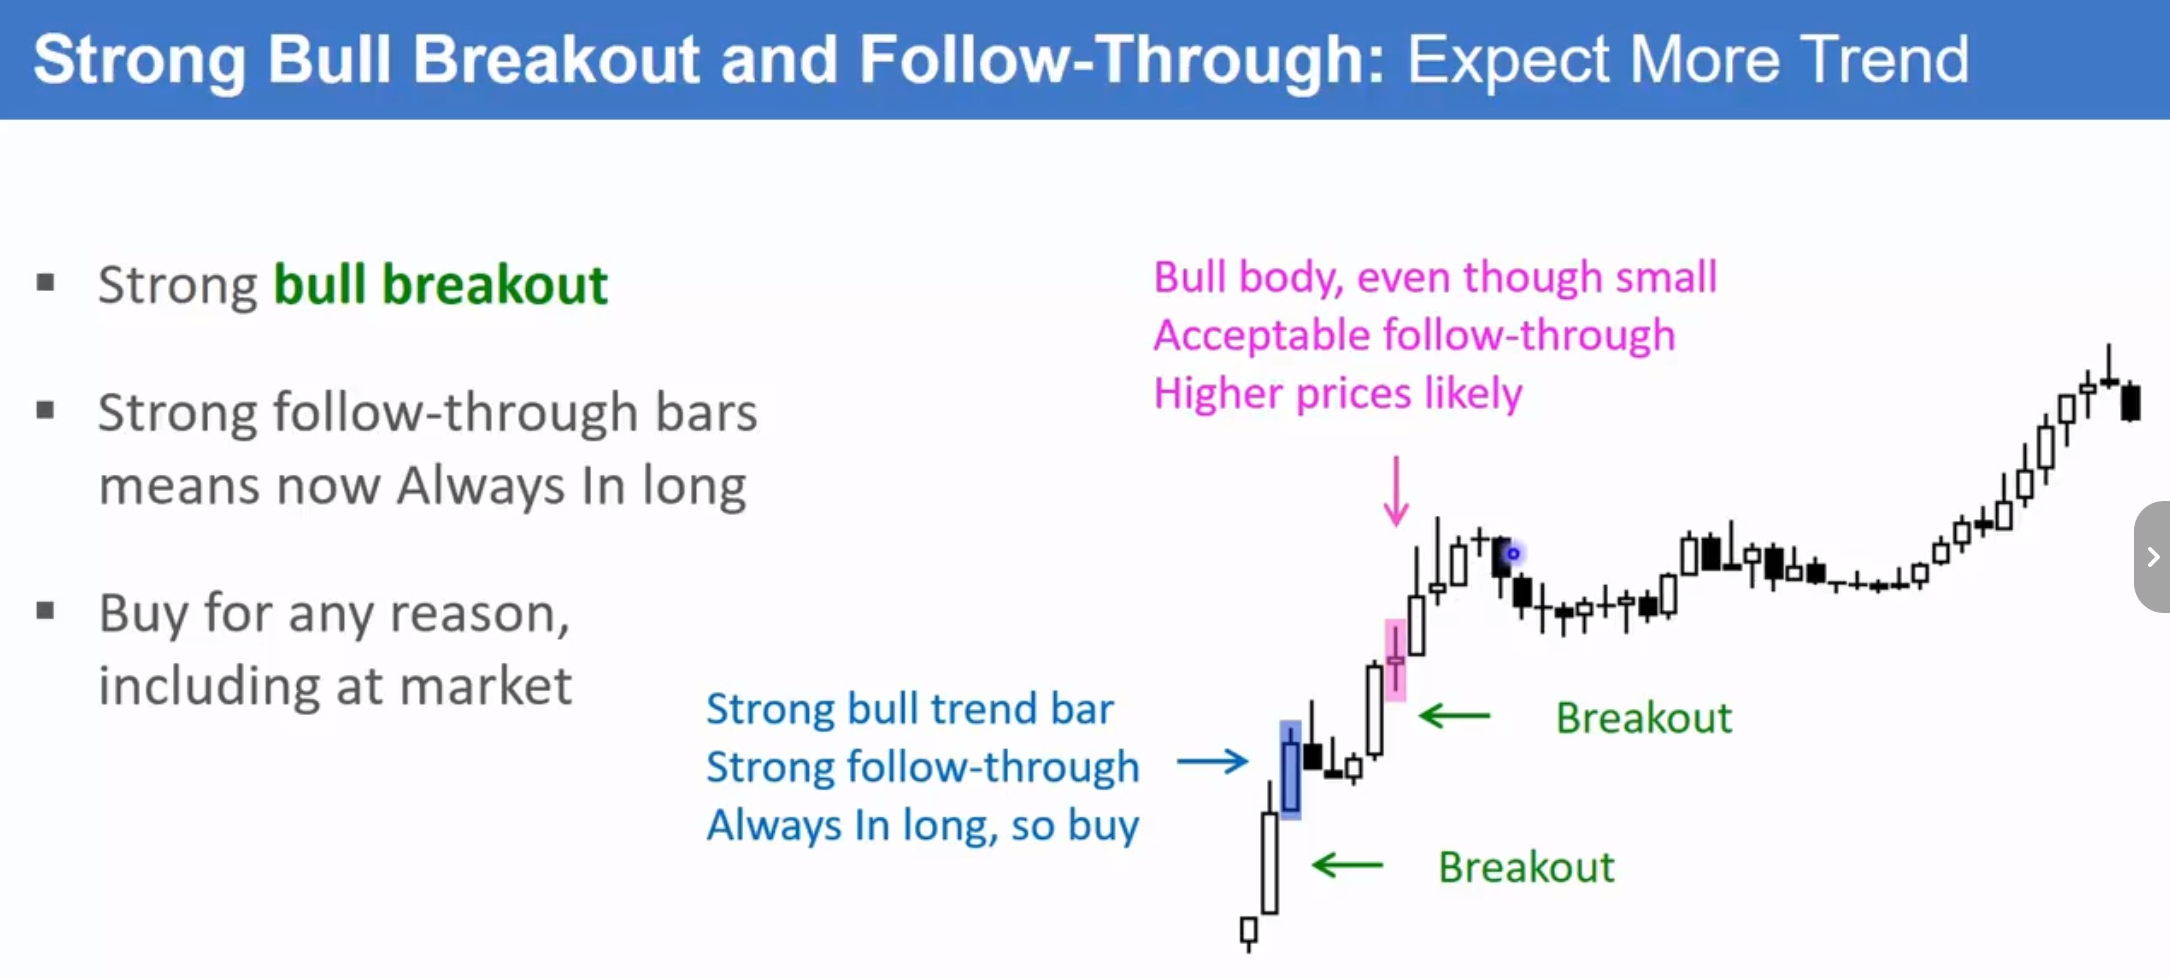 Strong Bull Breakout and Follow-Through: Expect More Trend
▪ Strong bull breakout
▪ Strong follow-through bars
means now Always In long
▪ Buy for any reason,
including at market
Bull body, even though small
Acceptable follow-through
Higher prices likely
Strong bull trend bar
Strong follow-through
Always In long, so buy
Breakout
Breakout